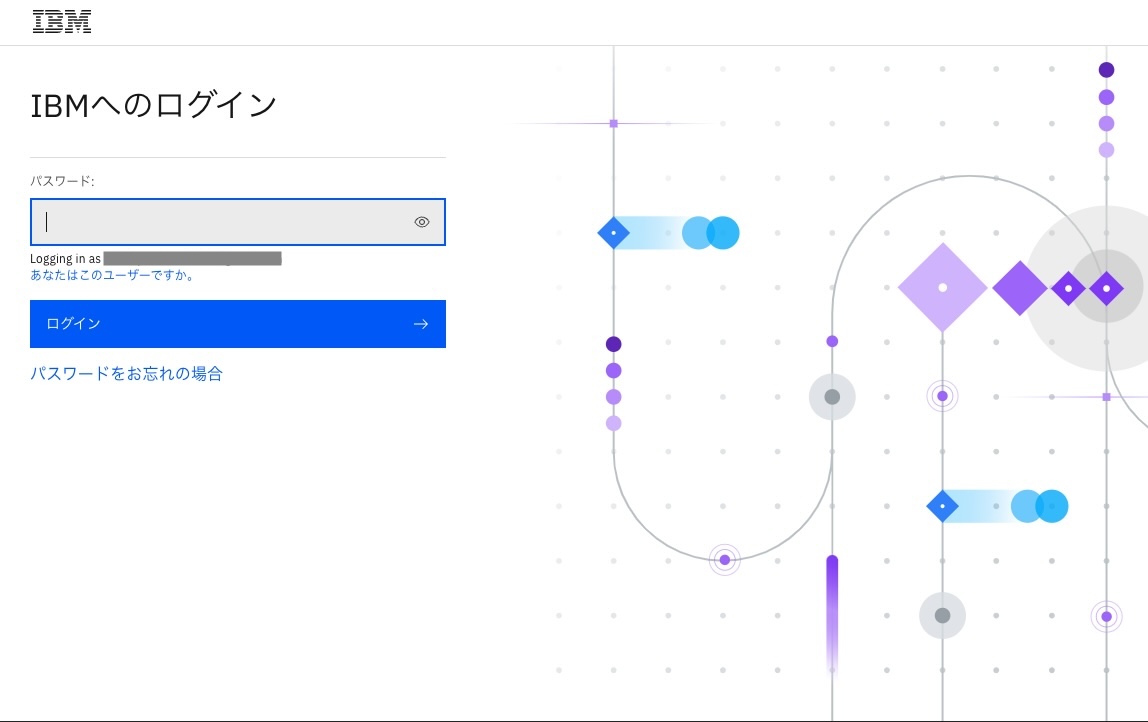 IBM
IBMへのログイン
パスワード:
Logging in as
あなたはこのユーザーですか。
ログイン
パスワードをお忘れの場合